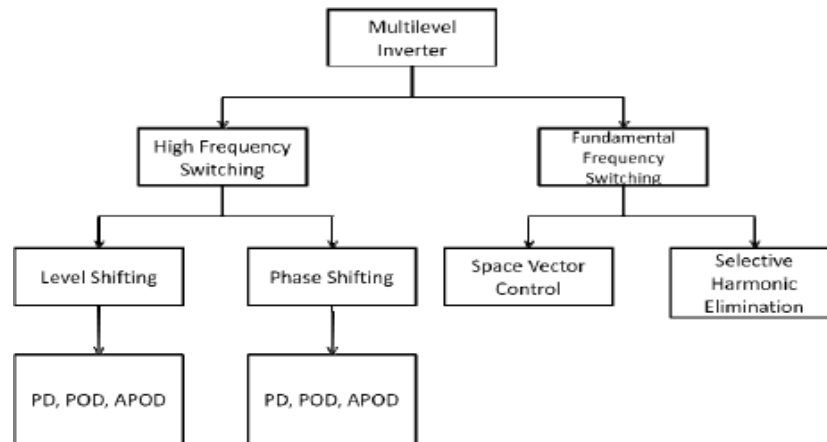 Multilevel
Inverter
High Frequency
Switching
Fundamental
Frequency
Switching
Level Shifting
Phase Shifting
Space Vector
Control
Selective
Harmonic
Elimination
PD, POD, APOD
PD, POD, APOD